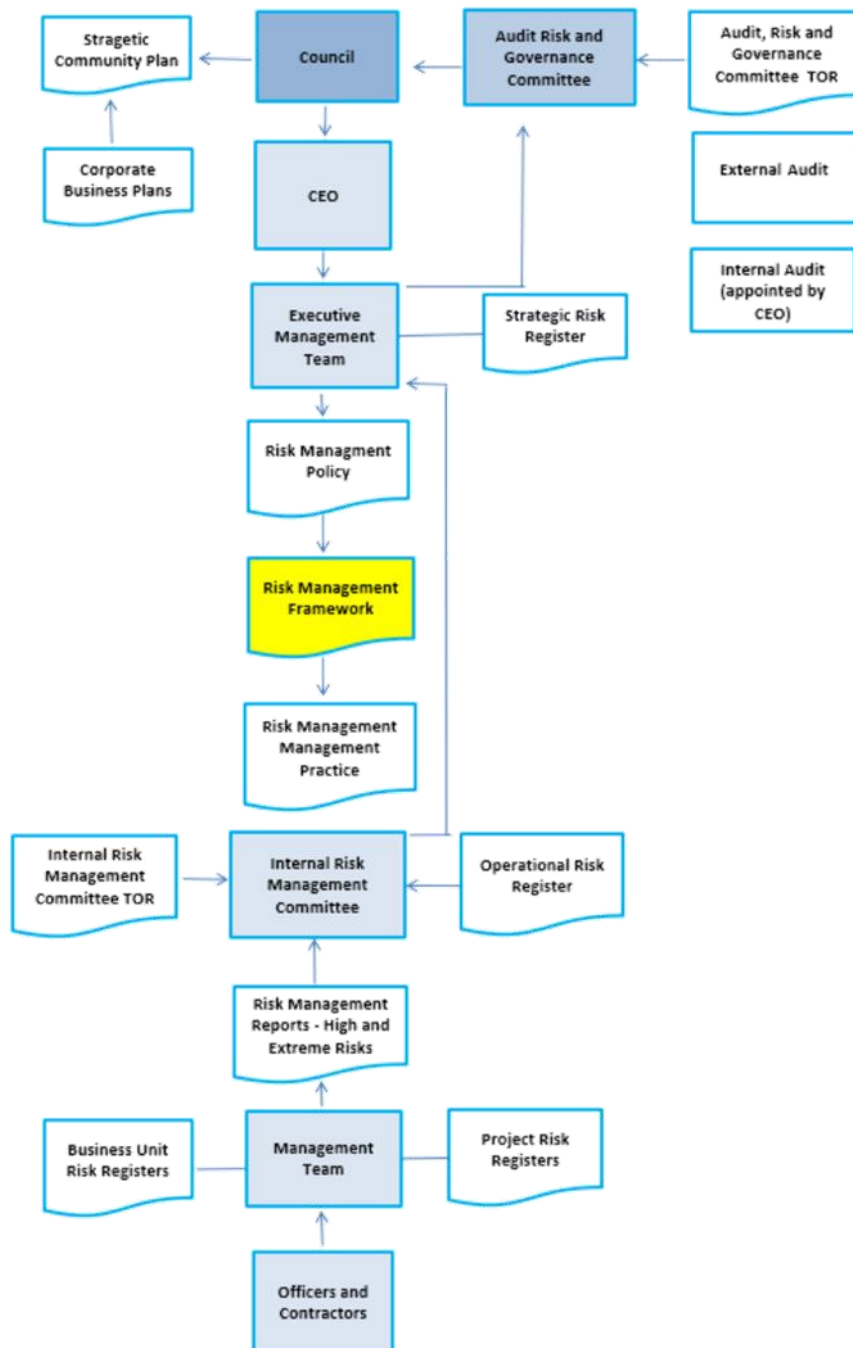 Stragetic
Community Plan
Council
Audit Risk and
Governance
Committee
Audit, Risk and
Governance
Committee TOR
Corporate
Business Plans
CEO
External Audit
Internal Audit
(appointed by
CEO)
Executive
Management
Team
Strategic Risk
Register
Risk Managment
Policy
Risk Management
Framework
Risk Management
Management
Practice
Internal Risk
Management
Committee TOR
Internal Risk
Management
Committee
Operational Risk
Register
Risk Management
Reports - High and
Extreme Risks
Business Unit
Risk Registers
Management
Team
Project Risk
Registers
Officers and
Contractors